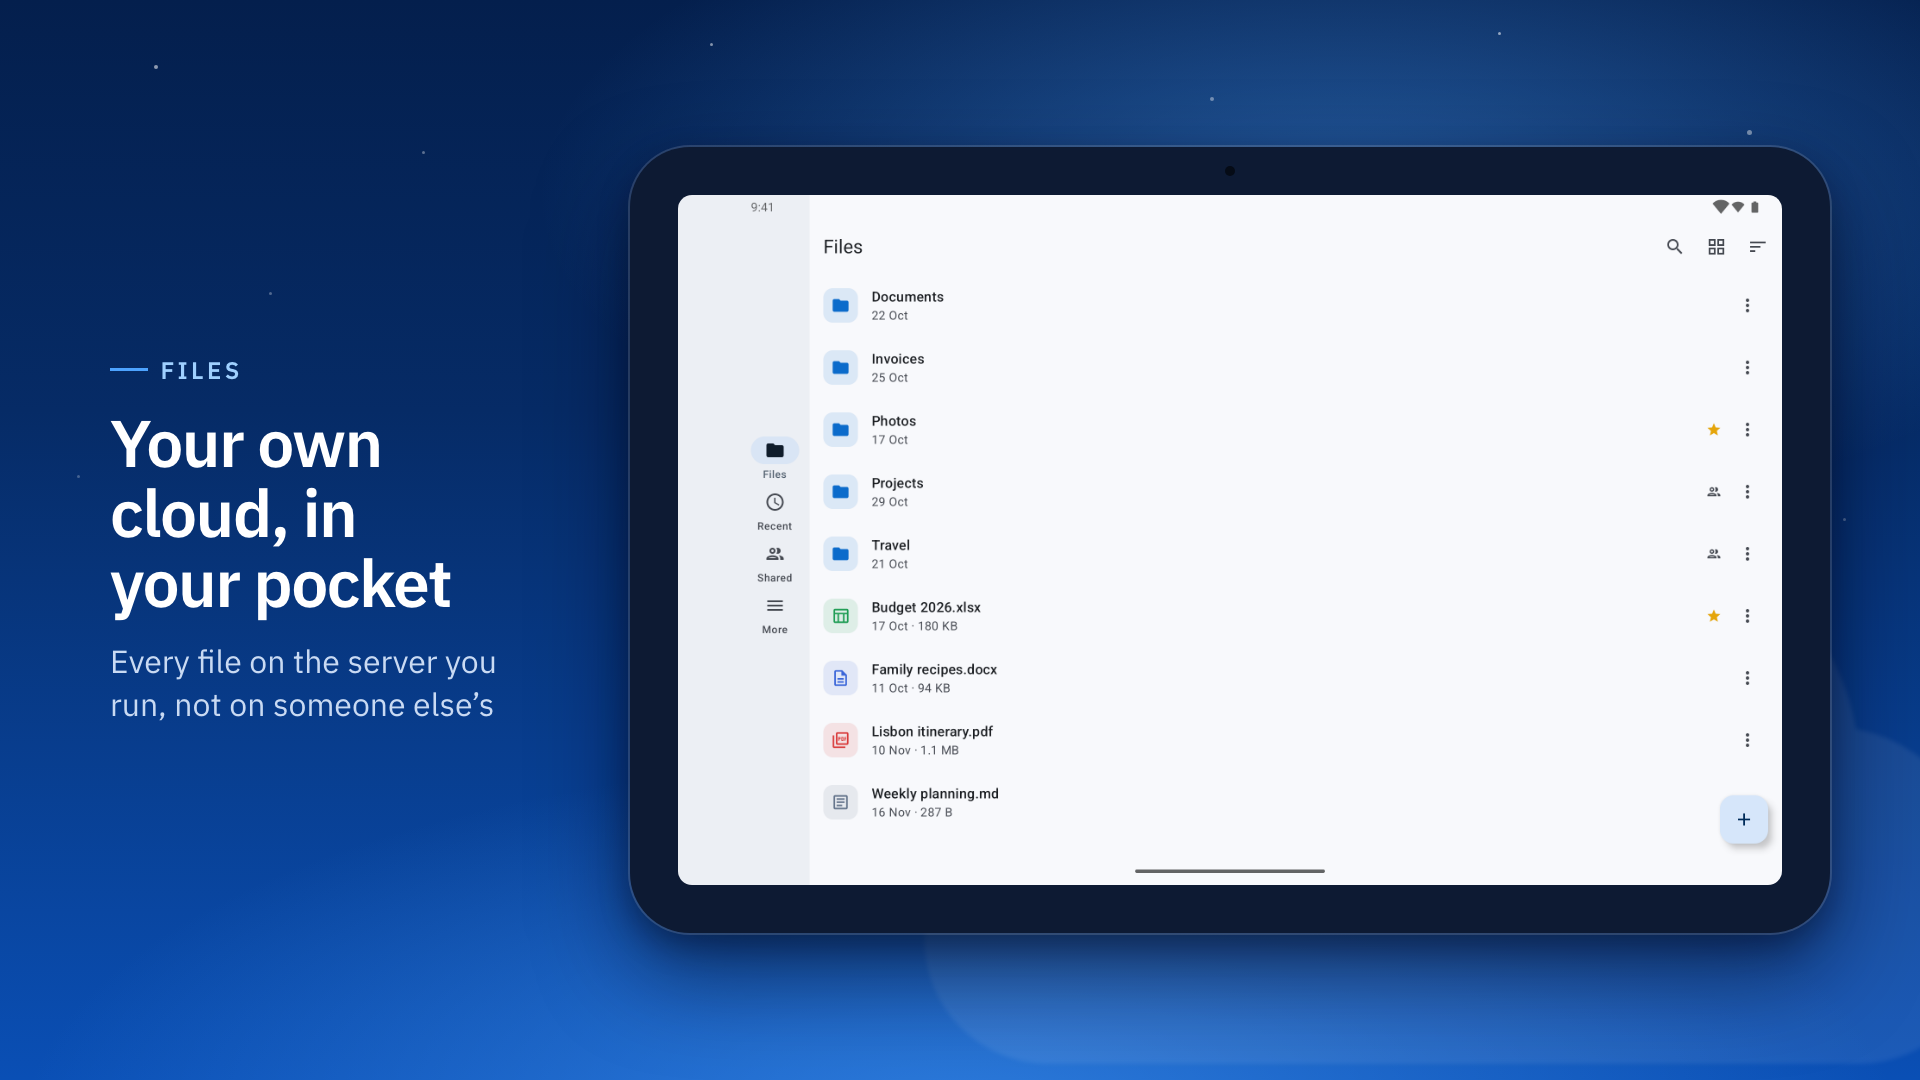 FILES
Your own
cloud, in
your pocket
Every file on the server you
run, not on someone else’s
9:41
Files
Files
Recent
Shared
More
Documents
22 Oct
Invoices
25 Oct
Photos
17 Oct
Projects
29 Oct
Travel
21 Oct
Budget 2026.xlsx
17 Oct · 180 KB
Family recipes.docx
11 Oct · 94 KB
PDF
Lisbon itinerary.pdf
10 Nov · 1.1 MB
Weekly planning.md
16 Nov · 287 B